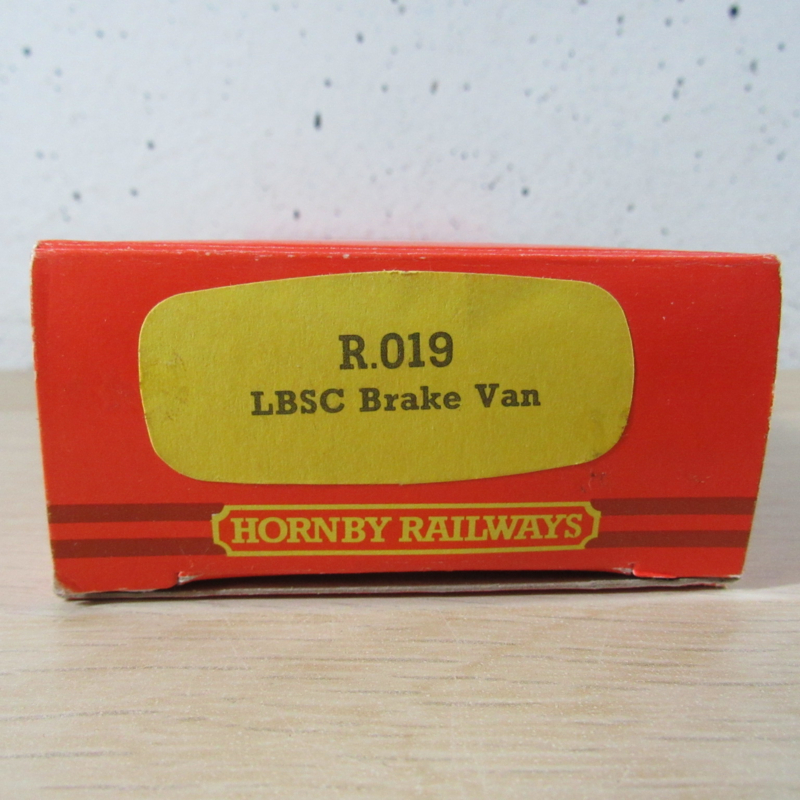 R.019
LBSC Brake Van
HORNBY RAILWAYS